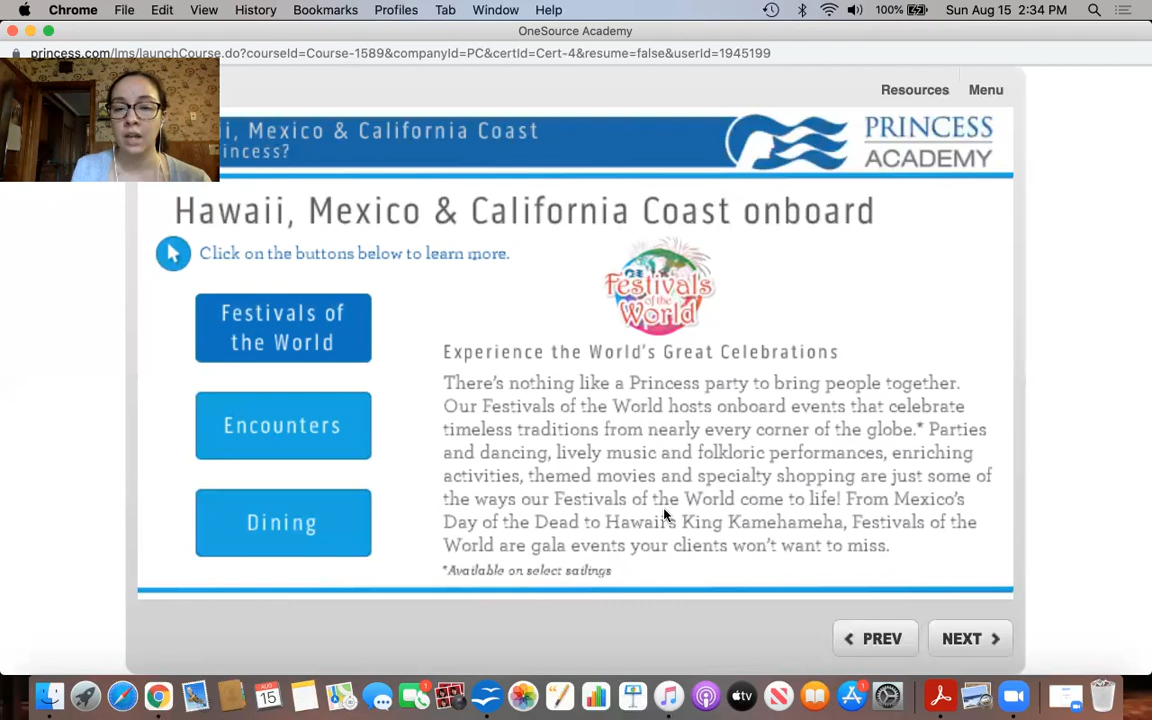 Chrome File Edit View History Bookmarks Profiles Tab Window Help 100% Sun Aug 15 2:34 PM
OneSource Academy
princess.com/lms/launchCourse.do?courseId=Course-1589&companyId=PC&certId=Cert-4&resume=false&userId=1945199
Resources Menu
Mexico & California Coast
PRINCESS
ACADEMY
Hawaii, Mexico & California Coast onboard
Click on the buttons below to learn more.
Festivals
of the
World
Festivals of
the World
Encounters
Dining
Experience the World's Great Celebrations
There's nothing like a Princess party to bring people together.
Our Festivals of the World hosts onboard events that celebrate
timeless traditions from nearly every corner of the globe.* Parties
and dancing, lively music and folkloric performances, enriching
activities, themed movies and specialty shopping are just some of
the ways our Festivals of the World come to life! From Mexico's
Day of the Dead to Hawaii's King Kamehameha, Festivals of the
World are gala events your clients won't want to miss.
*Available on select sailings
PREV NEXT
AUG
15
1
tv
1